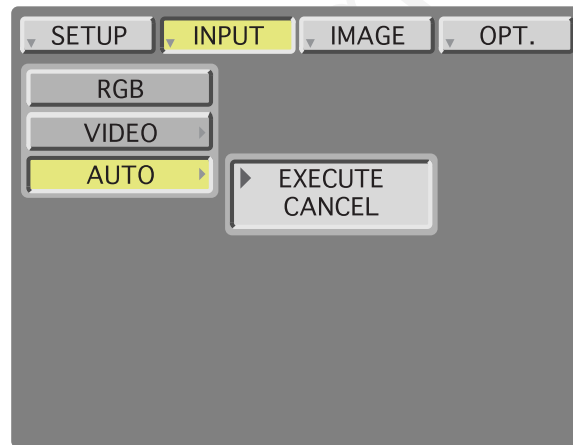 SETUP INPUT IMAGE OPT.
RGB
VIDEO
AUTO
EXECUTE
CANCEL